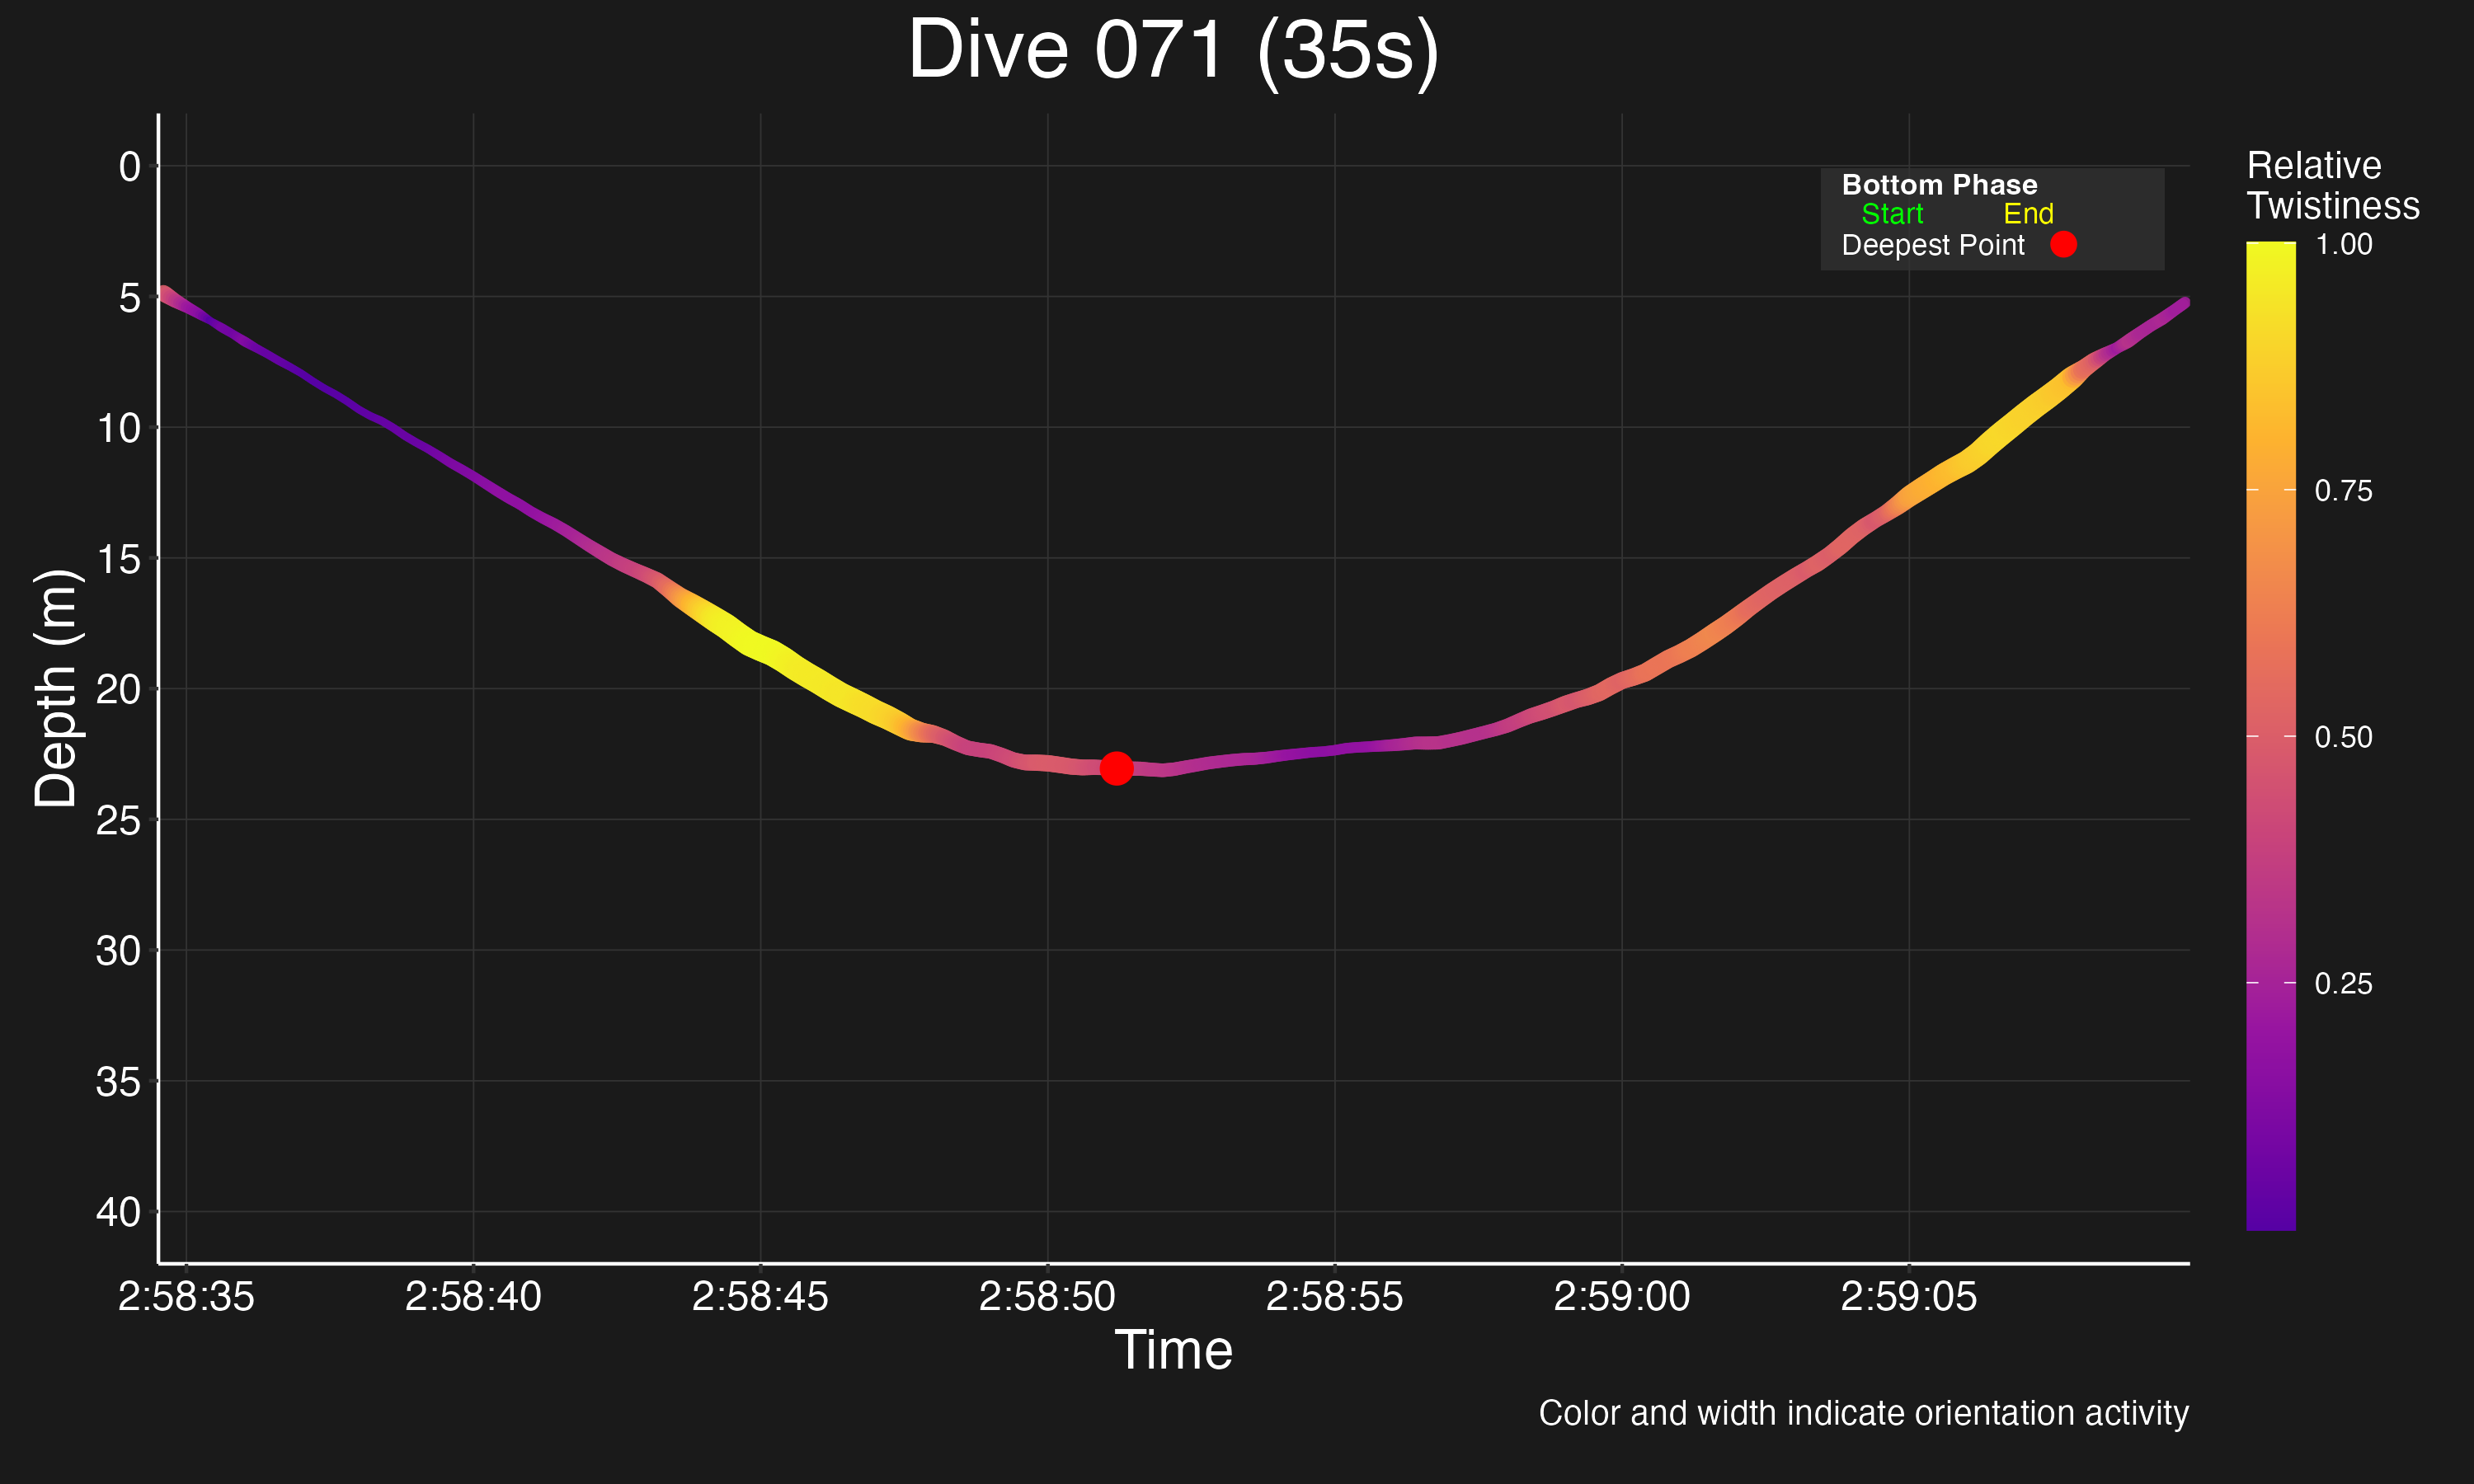 Dive 071 (35s)
Depth (m)
0
5
10
15
20
25
30
35
40
Bottom Phase
Start End
Deepest Point
Relative
Twistiness
1.00
0.75
0.50
0.25
2:58:35 2:58:40 2:58:45 2:58:50 2:58:55 2:59:00 2:59:05
Time
Color and width indicate orientation activity